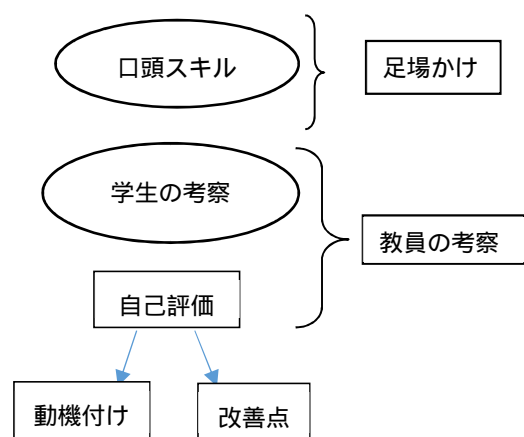 口頭スキル
足場かけ
学生の考察
教員の考察
自己評価
動機付け
改善点